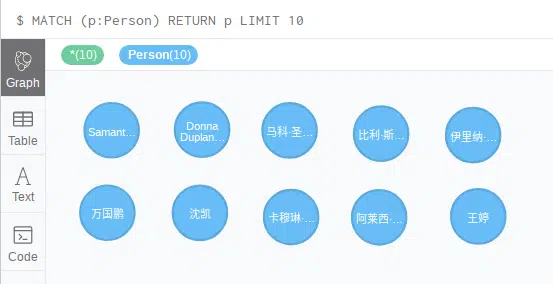 $ MATCH (p:Person) RETURN p LIMIT 10
*(10) Person(10)
Graph
Table
Text
Code
Samant...
Donna
Duplan...
马科·圣...
比利·斯...
伊里纳·...
万国鹏
沈凯
卡穆琳·...
阿莱西·...
王婷